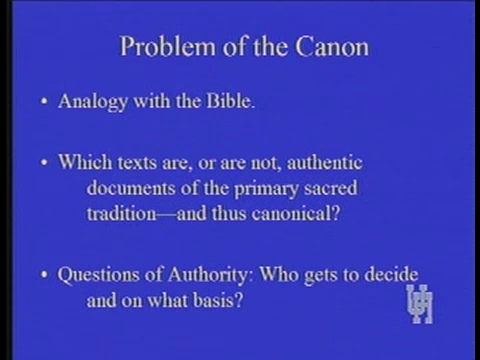 Problem of the Canon
• Analogy with the Bible.
• Which texts are, or are not, authentic
documents of the primary sacred
tradition—and thus canonical?
• Questions of Authority: Who gets to decide
and on what basis?
UH